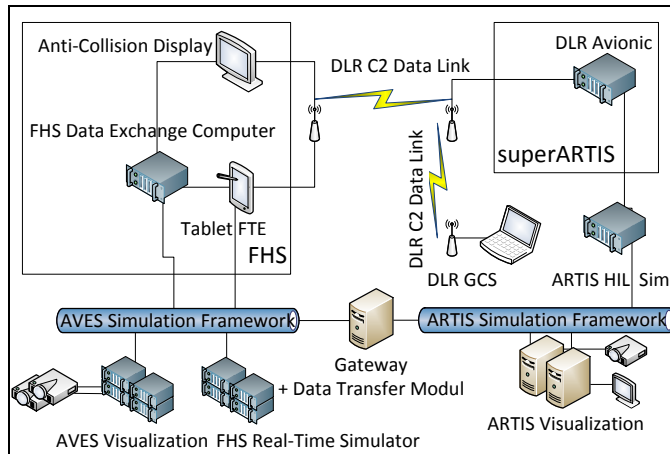 Anti-Collision Display
DLR C2 Data Link
DLR Avionic
FHS Data Exchange Computer
superARTIS
DLR C2 Data Link
Tablet FTE
FHS
DLR GCS
ARTIS HIL Sim
AVES Simulation Framework
ARTIS Simulation Framework
Gateway
+ Data Transfer Modul
ARTIS Visualization
AVES Visualization
FHS Real-Time Simulator